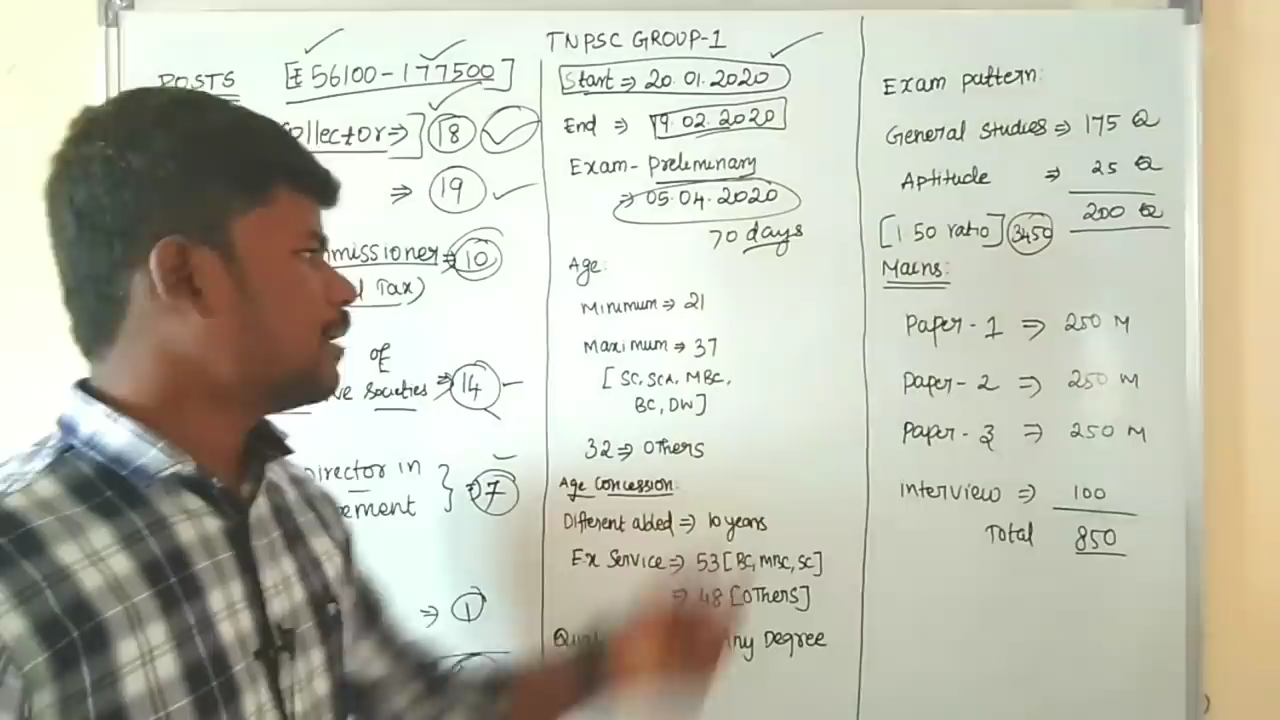 TNPSC GROUP-1
POSTS [₹ 56100 - 177500]
ollector ⇒] 18
⇒ 19
mmissioner ⇒ 10
Tax)
of
ve societies ⇒ 14
irector in
ement } ⇒ 7
⇒ 1
Start ⇒ 20.01.2020
End ⇒ 19.02.2020
Exam - Preliminary
⇒ 05.04.2020
70 days
Age:
Minimum ⇒ 21
Maximum ⇒ 37
[SC, SCA, MBC,
BC, DW]
32 ⇒ Others
Age Concession:
Different abled ⇒ 10 years
Ex Service ⇒ 53 [BC, MBC, SC]
⇒ 48 [Others]
ny Degree
Exam pattern:
General Studies ⇒ 175 Q
Aptitude ⇒ 25 Q
200 Q
[1 50 ratio] 3450
Mains:
Paper - 1 ⇒ 250 M
Paper - 2 ⇒ 250 M
Paper - 3 ⇒ 250 M
Interview ⇒ 100
Total 850